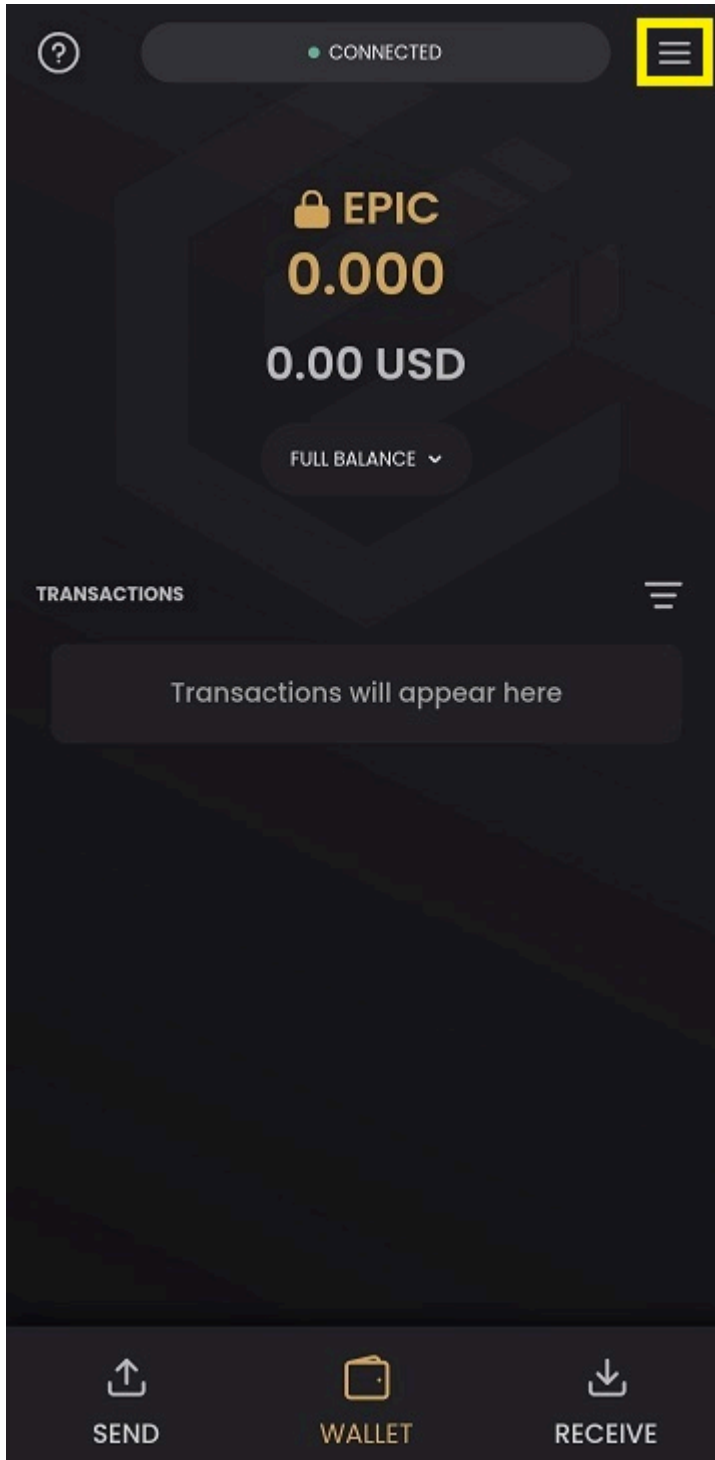 CONNECTED
EPIC
0.000
0.00 USD
FULL BALANCE
TRANSACTIONS
Transactions will appear here
SEND
WALLET
RECEIVE